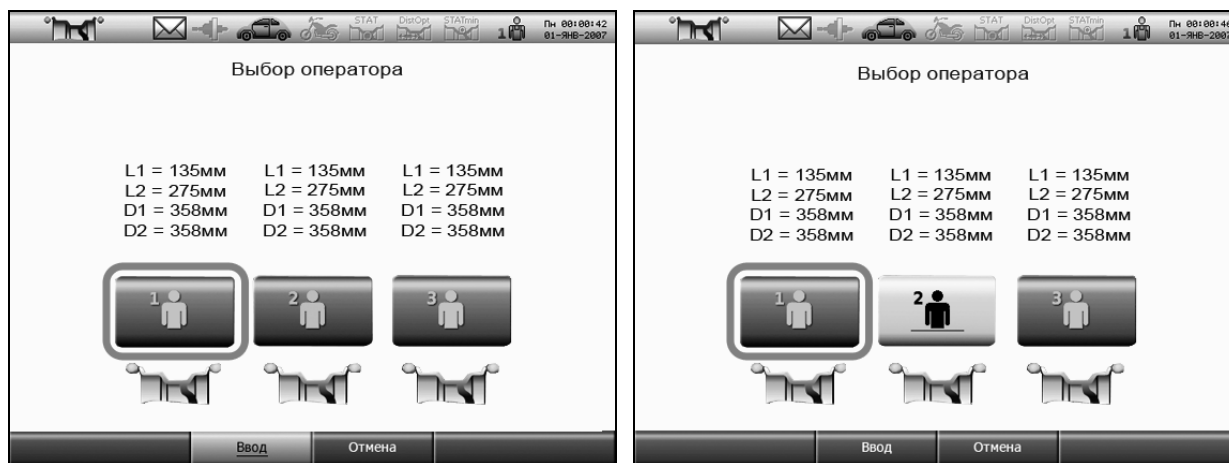 STAT DistOpt STATmin 1 Пн 00:00:42
01-ЯНВ-2007
Выбор оператора
L1 = 135мм L1 = 135мм L1 = 135мм
L2 = 275мм L2 = 275мм L2 = 275мм
D1 = 358мм D1 = 358мм D1 = 358мм
D2 = 358мм D2 = 358мм D2 = 358мм
1 2 3
Ввод Отмена
STAT DistOpt STATmin 1 Пн 00:00:46
01-ЯНВ-2007
Выбор оператора
L1 = 135мм L1 = 135мм L1 = 135мм
L2 = 275мм L2 = 275мм L2 = 275мм
D1 = 358мм D1 = 358мм D1 = 358мм
D2 = 358мм D2 = 358мм D2 = 358мм
1 2 3
Ввод Отмена